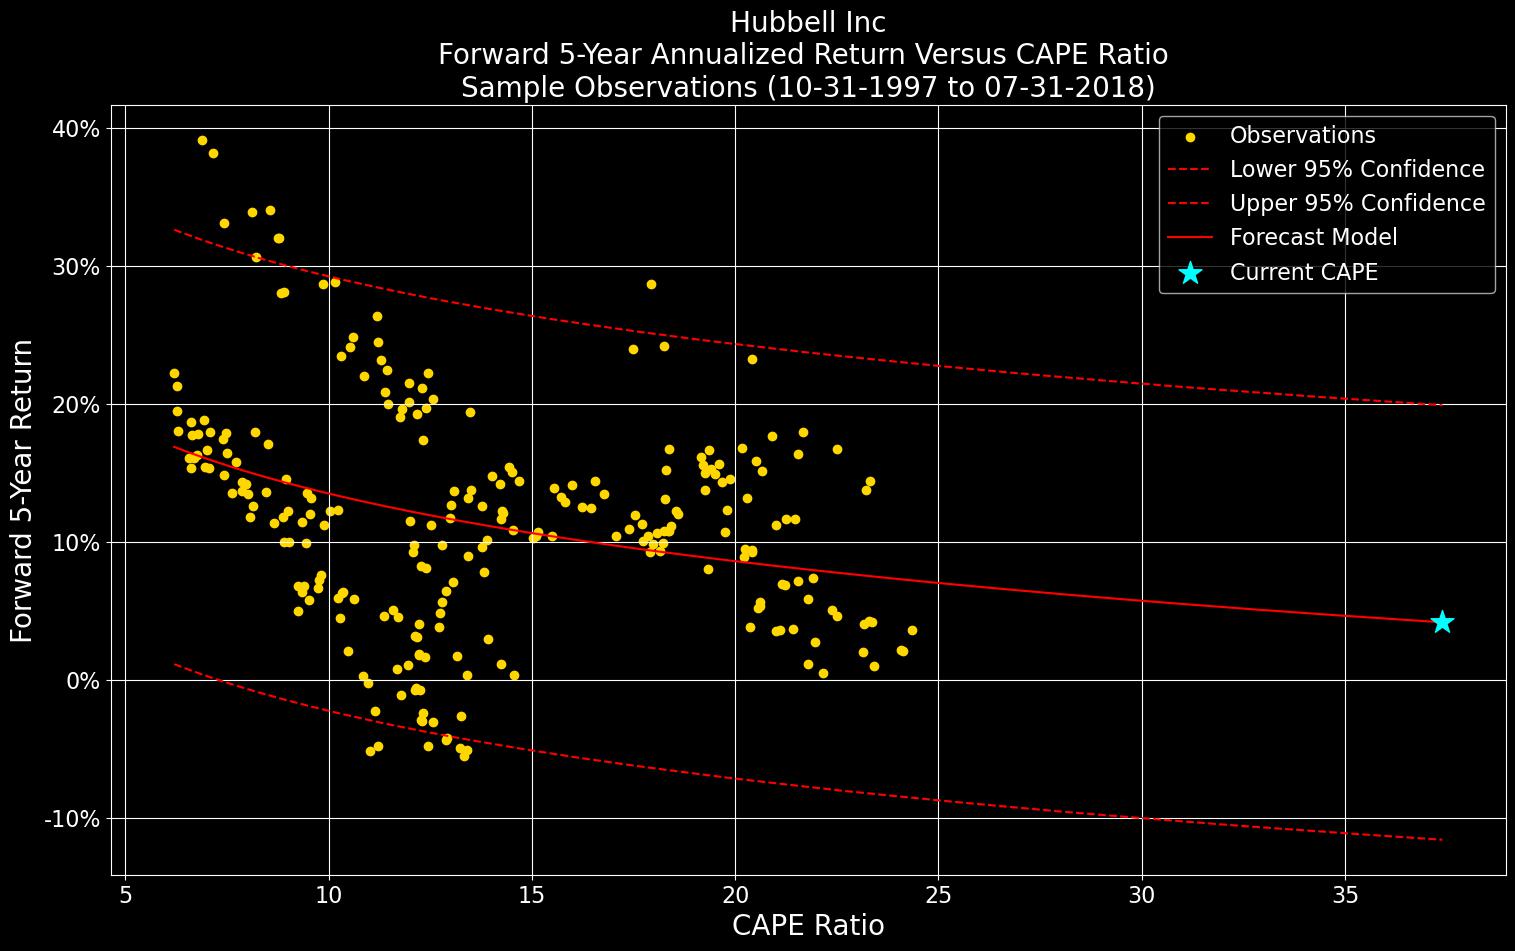 Hubbell Inc
Forward 5-Year Annualized Return Versus CAPE Ratio
Sample Observations (10-31-1997 to 07-31-2018)
Observations
Lower 95% Confidence
Upper 95% Confidence
Forecast Model
Current CAPE
Forward 5-Year Return
40%
30%
20%
10%
0%
-10%
5 10 15 20 25 30 35
CAPE Ratio